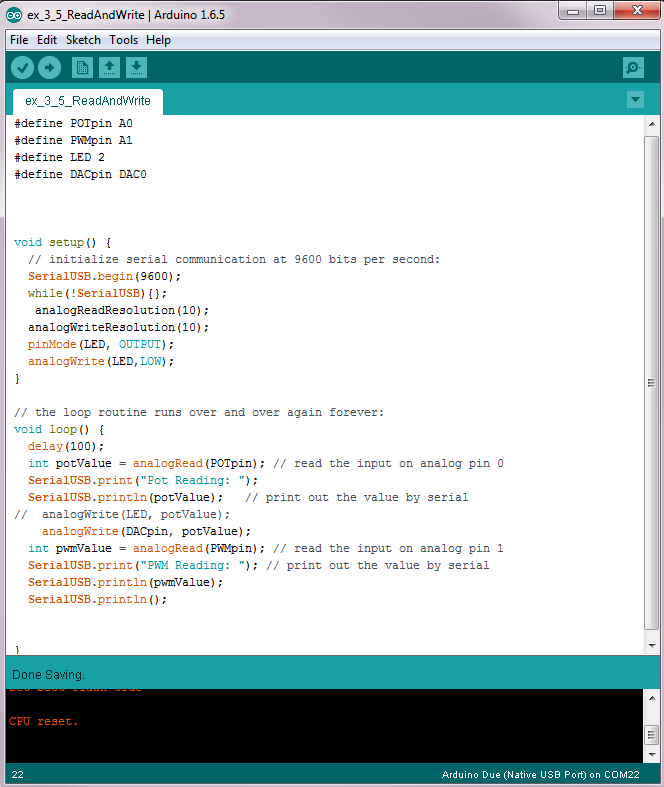 ex_3_5_ReadAndWrite | Arduino 1.6.5
File Edit Sketch Tools Help
ex_3_5_ReadAndWrite
#define POTpin A0
#define PWMpin A1
#define LED 2
#define DACpin DAC0
void setup() {
  // initialize serial communication at 9600 bits per second:
  SerialUSB.begin(9600);
  while(!SerialUSB){};
   analogReadResolution(10);
  analogWriteResolution(10);
  pinMode(LED, OUTPUT);
  analogWrite(LED,LOW);
}
// the loop routine runs over and over again forever:
void loop() {
  delay(100);
  int potValue = analogRead(POTpin); // read the input on analog pin 0
  SerialUSB.print("Pot Reading: ");
  SerialUSB.println(potValue);   // print out the value by serial
//  analogWrite(LED, potValue);
    analogWrite(DACpin, potValue);
  int pwmValue = analogRead(PWMpin); // read the input on analog pin 1
  SerialUSB.print("PWM Reading: "); // print out the value by serial
  SerialUSB.println(pwmValue);
  SerialUSB.println();
}
Done Saving.
CPU reset.
22
Arduino Due (Native USB Port) on COM22